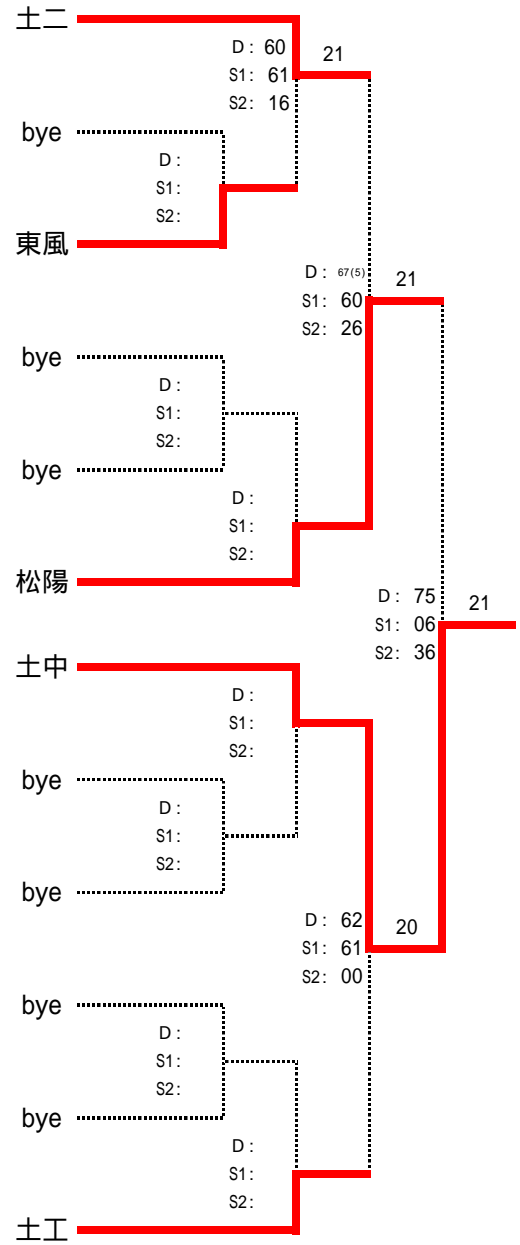 土二
D: 60 21
S1: 61
S2: 16
bye
D:
S1:
S2:
東風
D: 67(5) 21
S1: 60
S2: 26
bye
D:
S1:
S2:
bye
D:
S1:
S2:
松陽
D: 75 21
S1: 06
S2: 36
土中
D:
S1:
S2:
bye
D:
S1:
S2:
bye
D: 62 20
S1: 61
S2: 00
bye
D:
S1:
S2:
bye
D:
S1:
S2:
土工